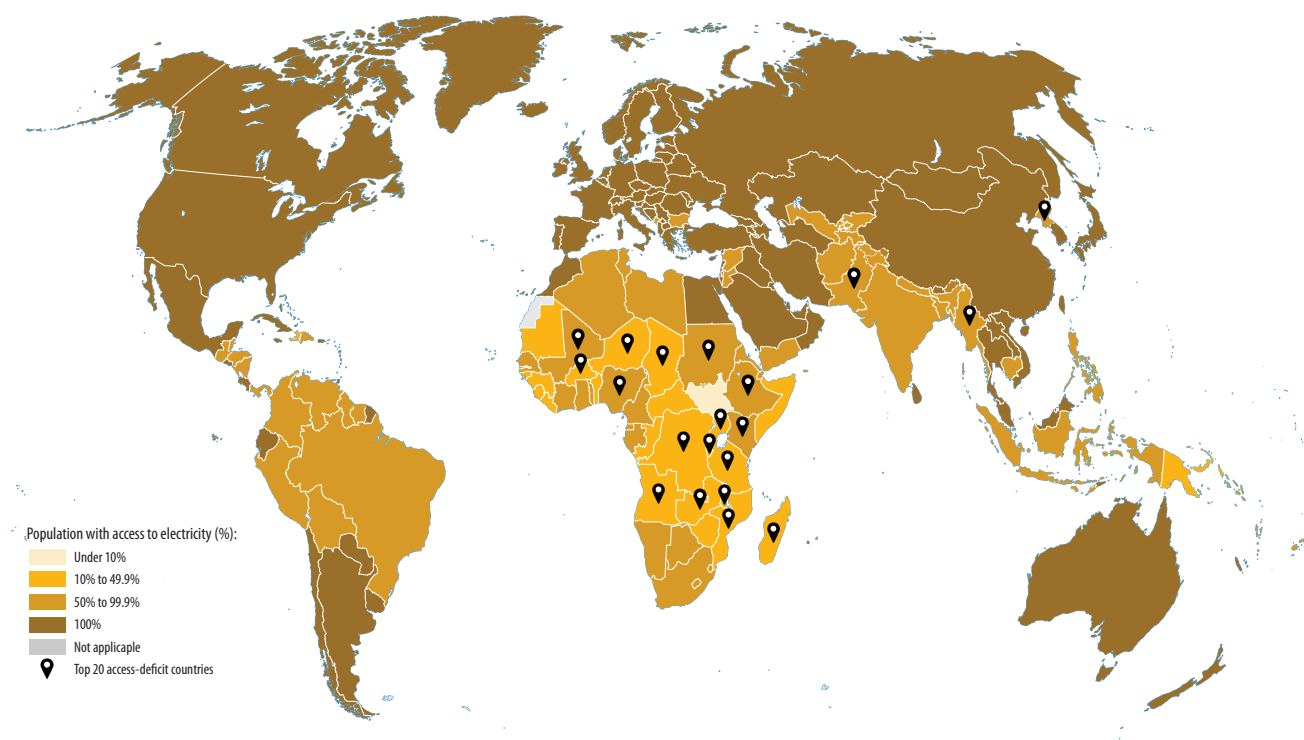 Population with access to electricity (%):
Under 10%
10% to 49.9%
50% to 99.9%
100%
Not applicaple
Top 20 access-deficit countries